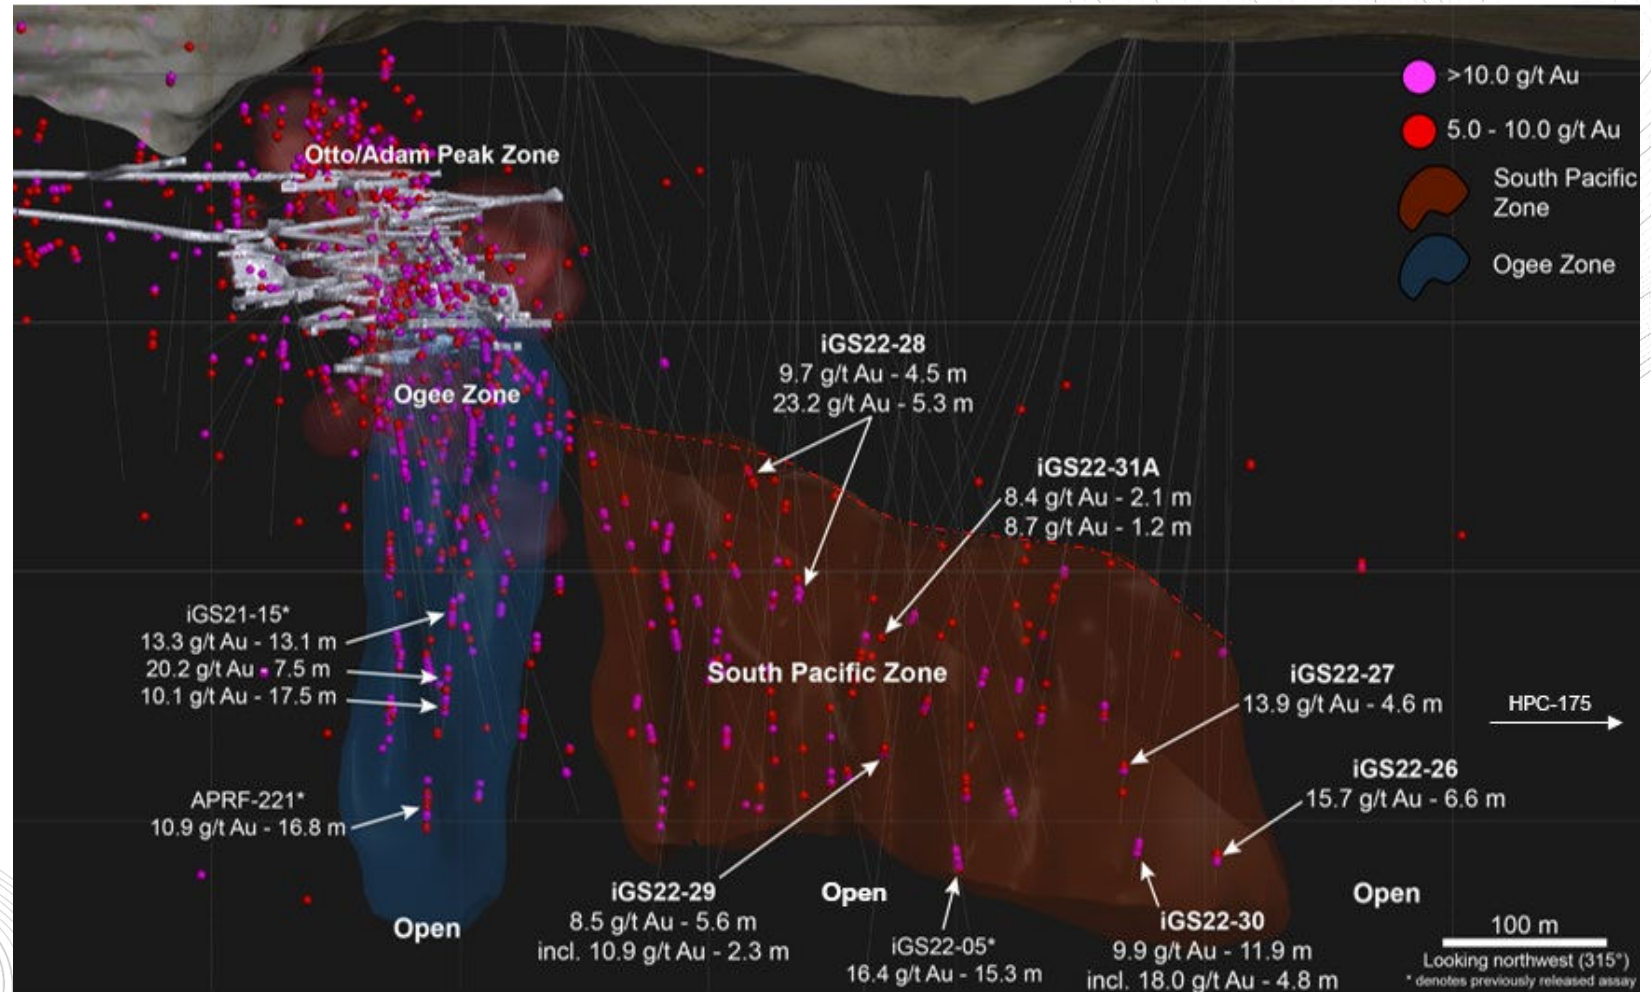 >10.0 g/t Au
5.0 - 10.0 g/t Au
South Pacific
Zone
Ogee Zone
Otto/Adam Peak Zone
Ogee Zone
iGS22-28
9.7 g/t Au - 4.5 m
23.2 g/t Au - 5.3 m
iGS22-31A
8.4 g/t Au - 2.1 m
8.7 g/t Au - 1.2 m
iGS21-15*
13.3 g/t Au - 13.1 m
20.2 g/t Au - 7.5 m
10.1 g/t Au - 17.5 m
South Pacific Zone
iGS22-27
13.9 g/t Au - 4.6 m
HPC-175
iGS22-26
15.7 g/t Au - 6.6 m
APRF-221*
10.9 g/t Au - 16.8 m
iGS22-29
8.5 g/t Au - 5.6 m
incl. 10.9 g/t Au - 2.3 m
Open
Open
Open
iGS22-05*
16.4 g/t Au - 15.3 m
iGS22-30
9.9 g/t Au - 11.9 m
incl. 18.0 g/t Au - 4.8 m
100 m
Looking northwest (315°)
* denotes previously released assay